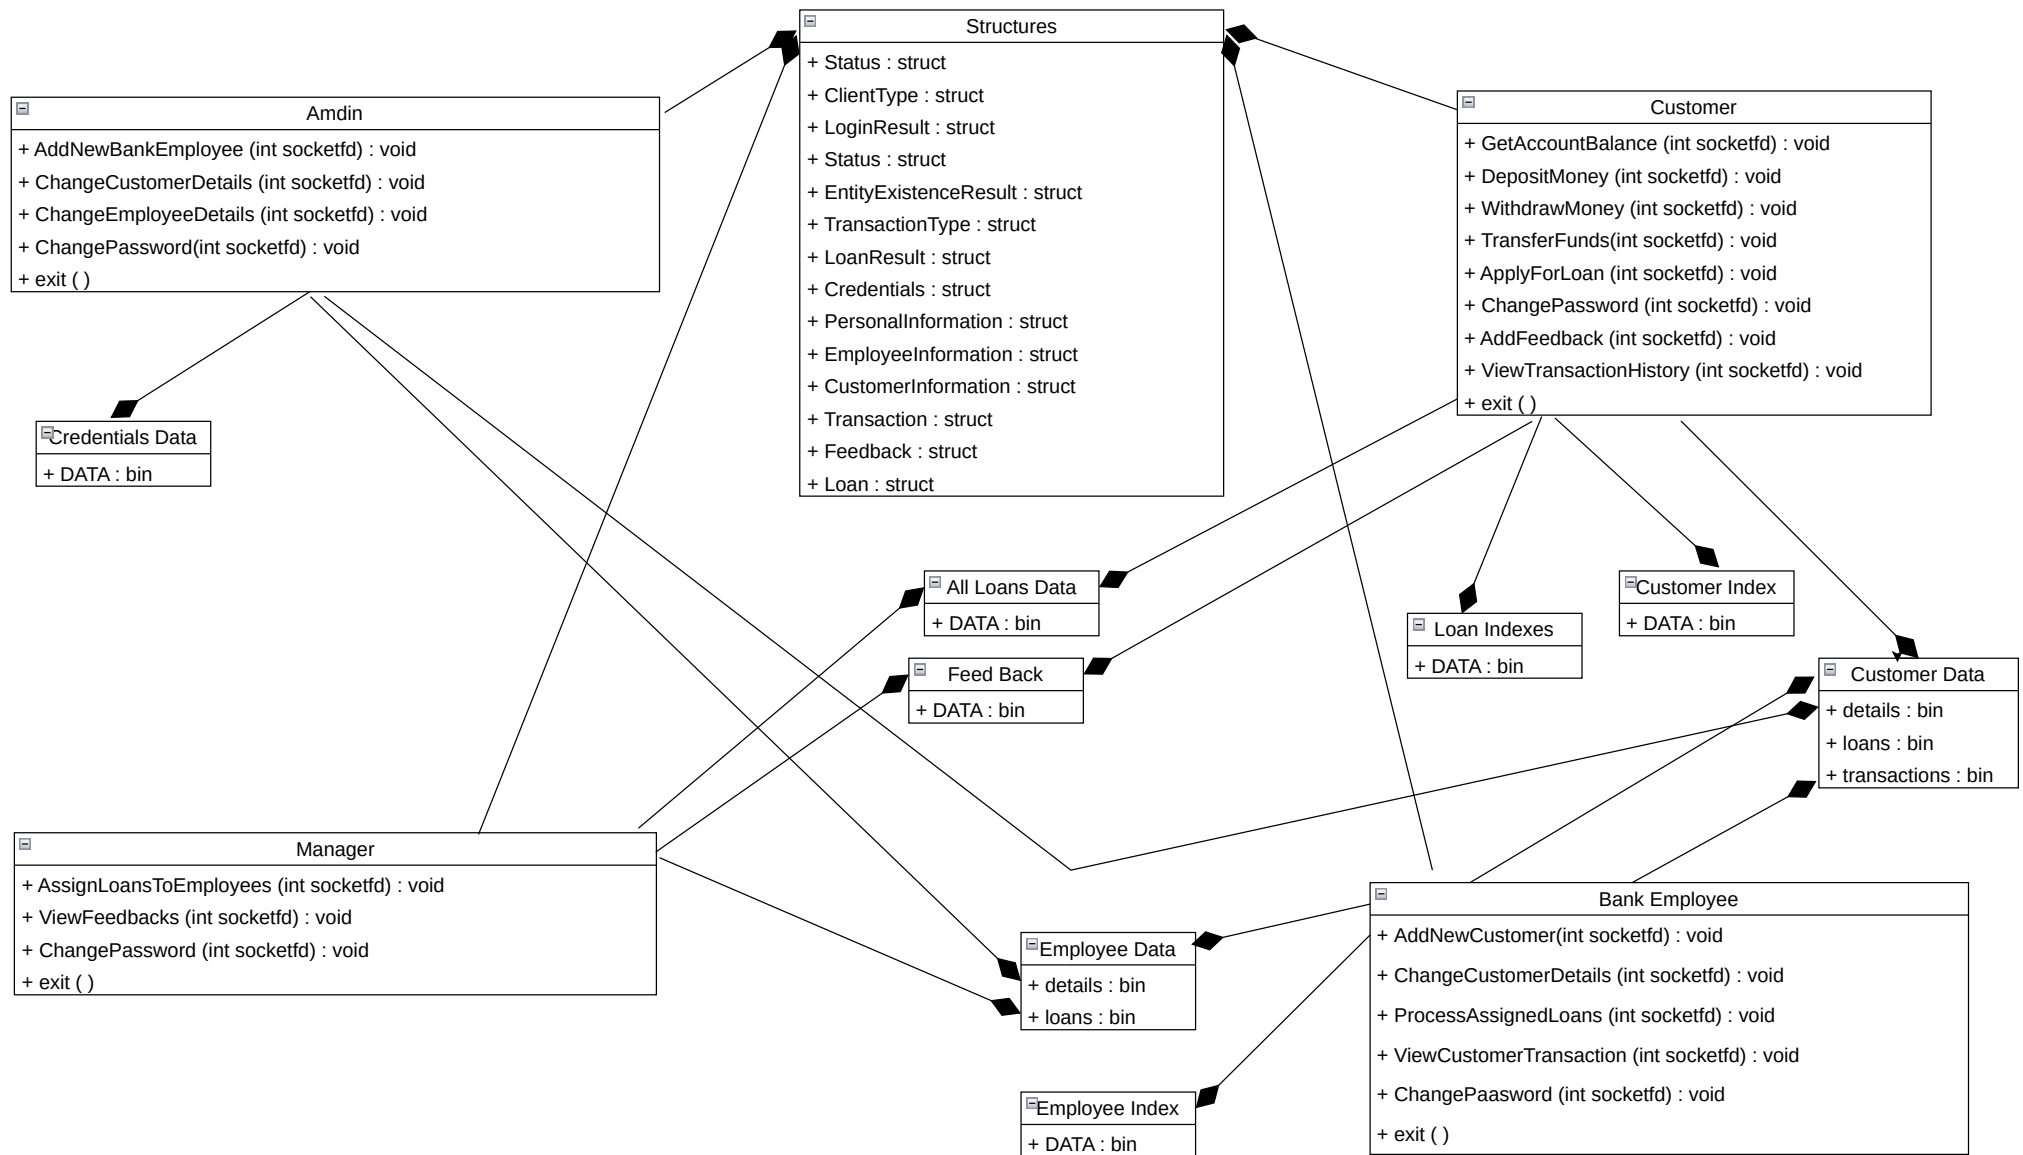 Structures
+ Status : struct
+ ClientType : struct
+ LoginResult : struct
+ Status : struct
+ EntityExistenceResult : struct
+ TransactionType : struct
+ LoanResult : struct
+ Credentials : struct
+ PersonalInformation : struct
+ EmployeeInformation : struct
+ CustomerInformation : struct
+ Transaction : struct
+ Feedback : struct
+ Loan : struct
Amdin
+ AddNewBankEmployee (int socketfd) : void
+ ChangeCustomerDetails (int socketfd) : void
+ ChangeEmployeeDetails (int socketfd) : void
+ ChangePassword(int socketfd) : void
+ exit ( )
Customer
+ GetAccountBalance (int socketfd) : void
+ DepositMoney (int socketfd) : void
+ WithdrawMoney (int socketfd) : void
+ TransferFunds(int socketfd) : void
+ ApplyForLoan (int socketfd) : void
+ ChangePassword (int socketfd) : void
+ AddFeedback (int socketfd) : void
+ ViewTransactionHistory (int socketfd) : void
+ exit ( )
Credentials Data
+ DATA : bin
All Loans Data
+ DATA : bin
Feed Back
+ DATA : bin
Loan Indexes
+ DATA : bin
Customer Index
+ DATA : bin
Customer Data
+ details : bin
+ loans : bin
+ transactions : bin
Manager
+ AssignLoansToEmployees (int socketfd) : void
+ ViewFeedbacks (int socketfd) : void
+ ChangePassword (int socketfd) : void
+ exit ( )
Employee Data
+ details : bin
+ loans : bin
Bank Employee
+ AddNewCustomer(int socketfd) : void
+ ChangeCustomerDetails (int socketfd) : void
+ ProcessAssignedLoans (int socketfd) : void
+ ViewCustomerTransaction (int socketfd) : void
+ ChangePaasword (int socketfd) : void
+ exit ( )
Employee Index
+ DATA : bin